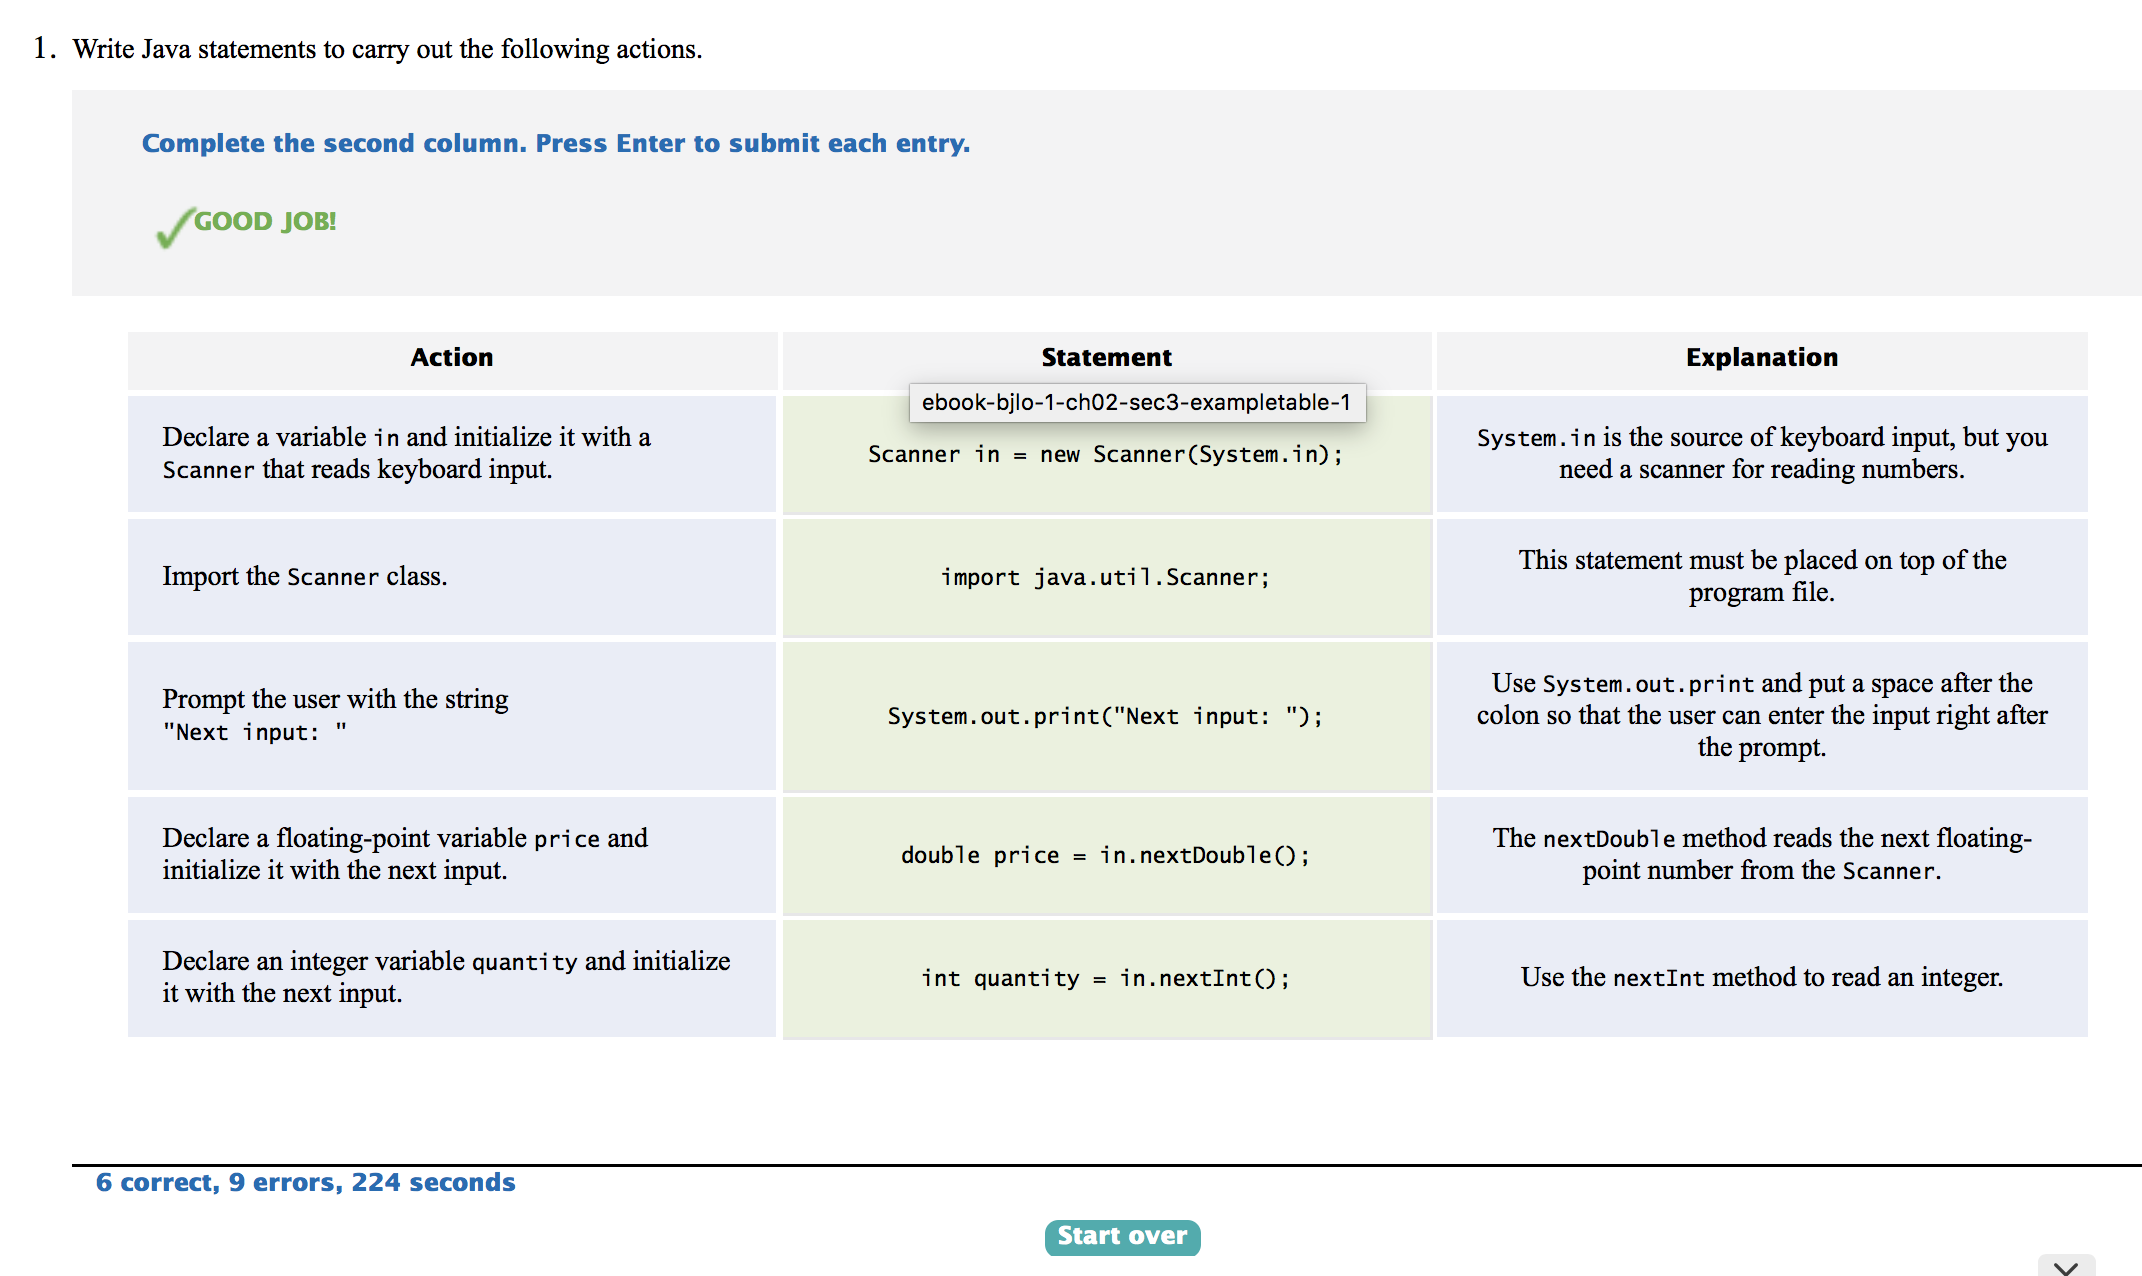 1. Write Java statements to carry out the following actions.
Complete the second column. Press Enter to submit each entry.
GOOD JOB!
Action
Statement
Explanation
ebook-bjlo-1-ch02-sec3-exampletable-1
Declare a variable in and initialize it with a
Scanner that reads keyboard input.
Scanner in = new Scanner(System.in);
System.in is the source of keyboard input, but you
need a scanner for reading numbers.
Import the Scanner class.
import java.util.Scanner;
This statement must be placed on top of the
program file.
Prompt the user with the string
"Next input: "
System.out.print("Next input: ");
Use System.out.print and put a space after the
colon so that the user can enter the input right after
the prompt.
Declare a floating-point variable price and
initialize it with the next input.
double price = in.nextDouble();
The nextDouble method reads the next floating-
point number from the Scanner.
Declare an integer variable quantity and initialize
it with the next input.
int quantity = in.nextInt();
Use the nextInt method to read an integer.
6 correct, 9 errors, 224 seconds
Start over